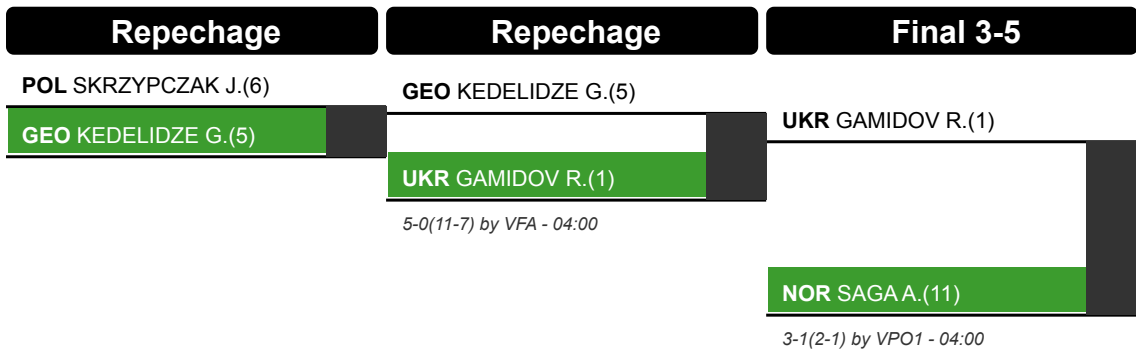 Repechage
Repechage
Final 3-5
POL SKRZYPCZAK J.(6)
GEO KEDELIDZE G.(5)
GEO KEDELIDZE G.(5)
UKR GAMIDOV R.(1)
5-0(11-7) by VFA - 04:00
UKR GAMIDOV R.(1)
NOR SAGA A.(11)
3-1(2-1) by VPO1 - 04:00